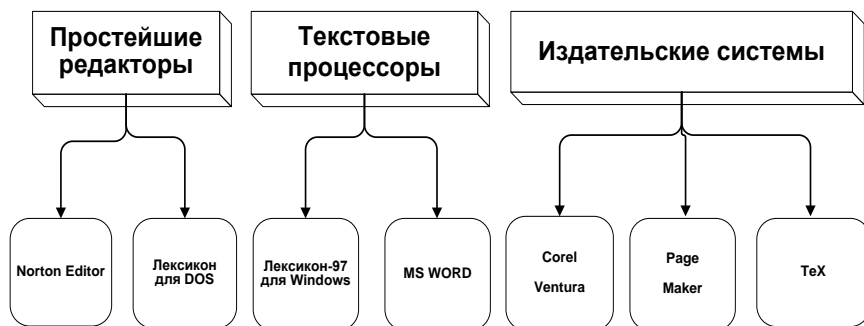 Простейшие
редакторы
Текстовые
процессоры
Издательские системы
Norton Editor
Лексикон
для DOS
Лексикон-97
для Windows
MS WORD
Corel
Ventura
Page
Maker
TeX